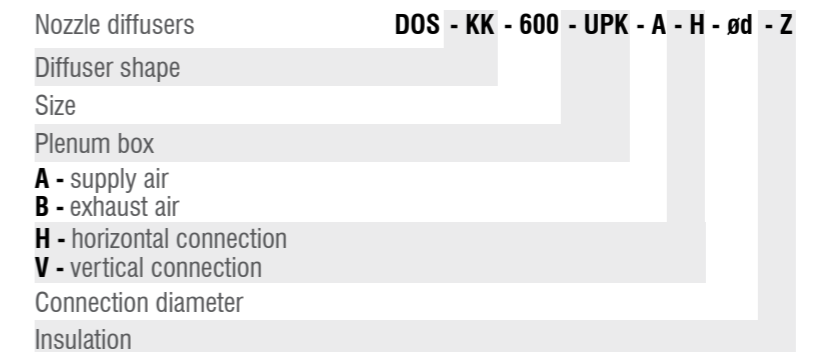 Nozzle diffusers DOS - KK - 600 - UPK - A - H - ød - Z
Diffuser shape
Size
Plenum box
A - supply air
B - exhaust air
H - horizontal connection
V - vertical connection
Connection diameter
Insulation